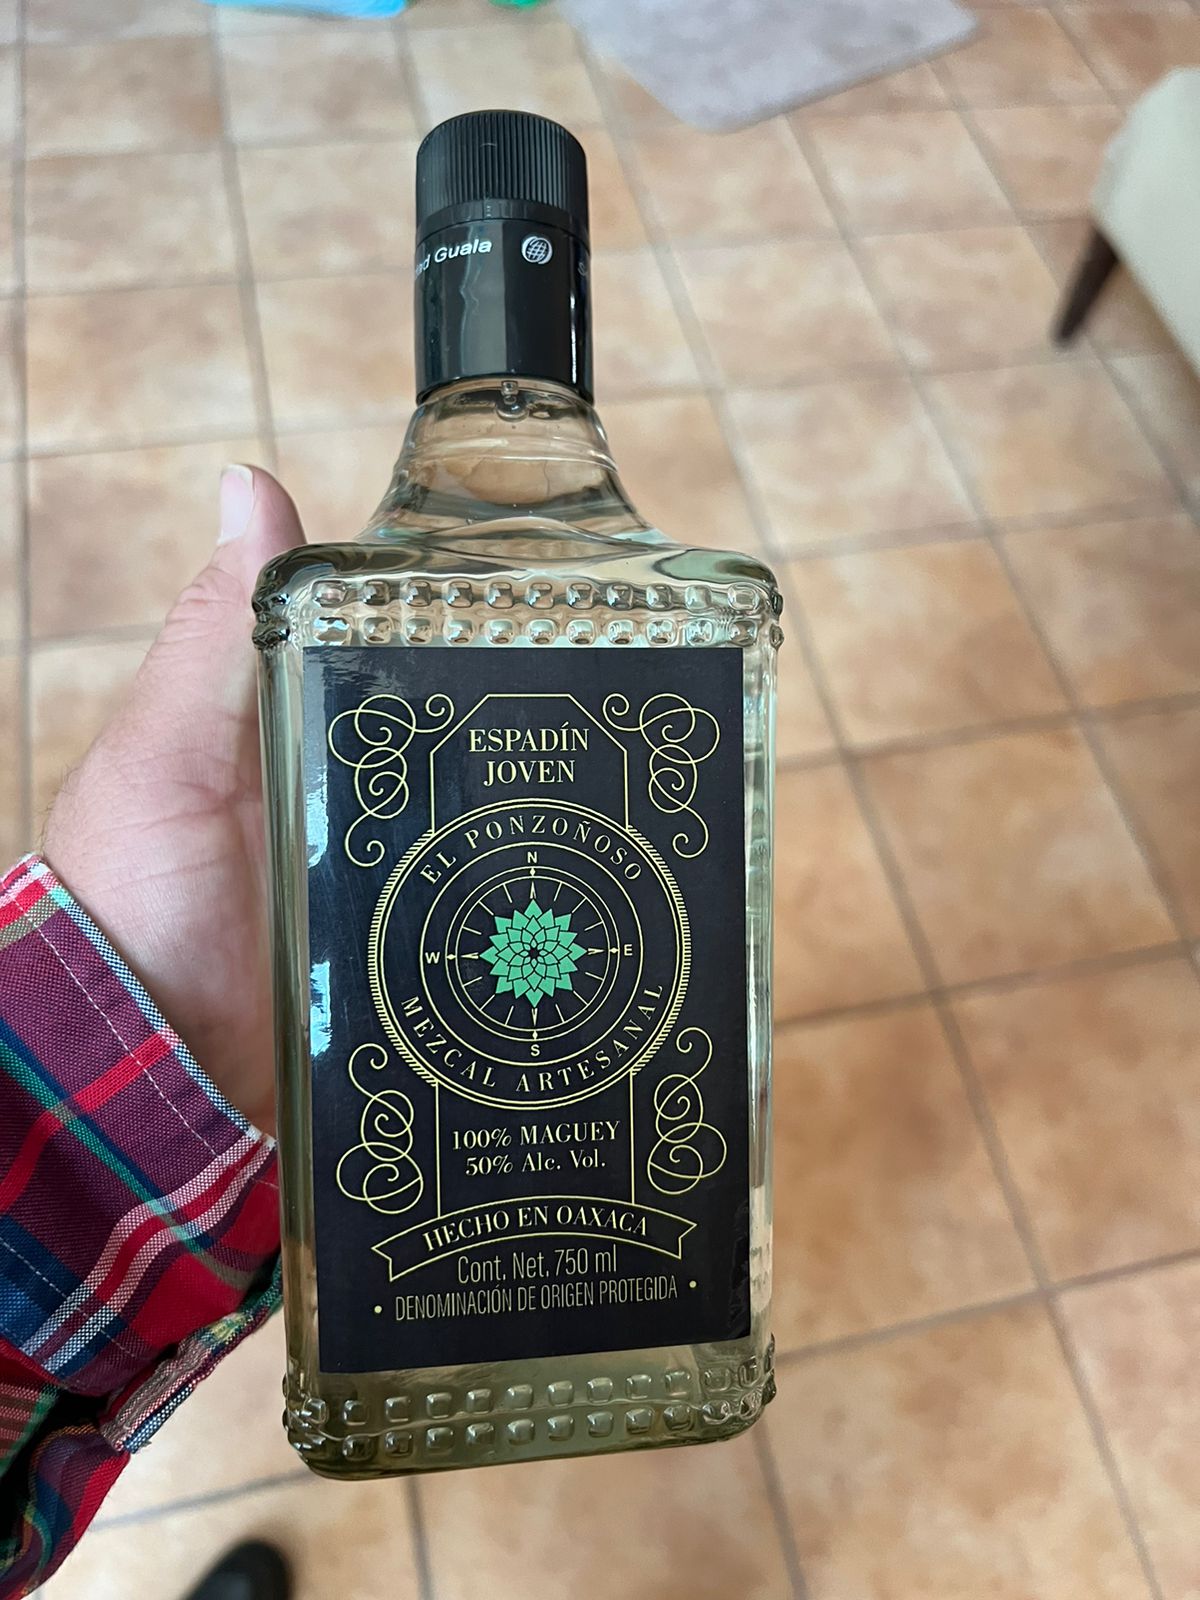 Guala
ESPADÍN
JOVEN
EL PONZOÑOSO
N
W
E
S
MEZCAL ARTESANAL
100% MAGUEY
50% Alc. Vol.
HECHO EN OAXACA
Cont. Net. 750 ml
• DENOMINACIÓN DE ORIGEN PROTEGIDA •